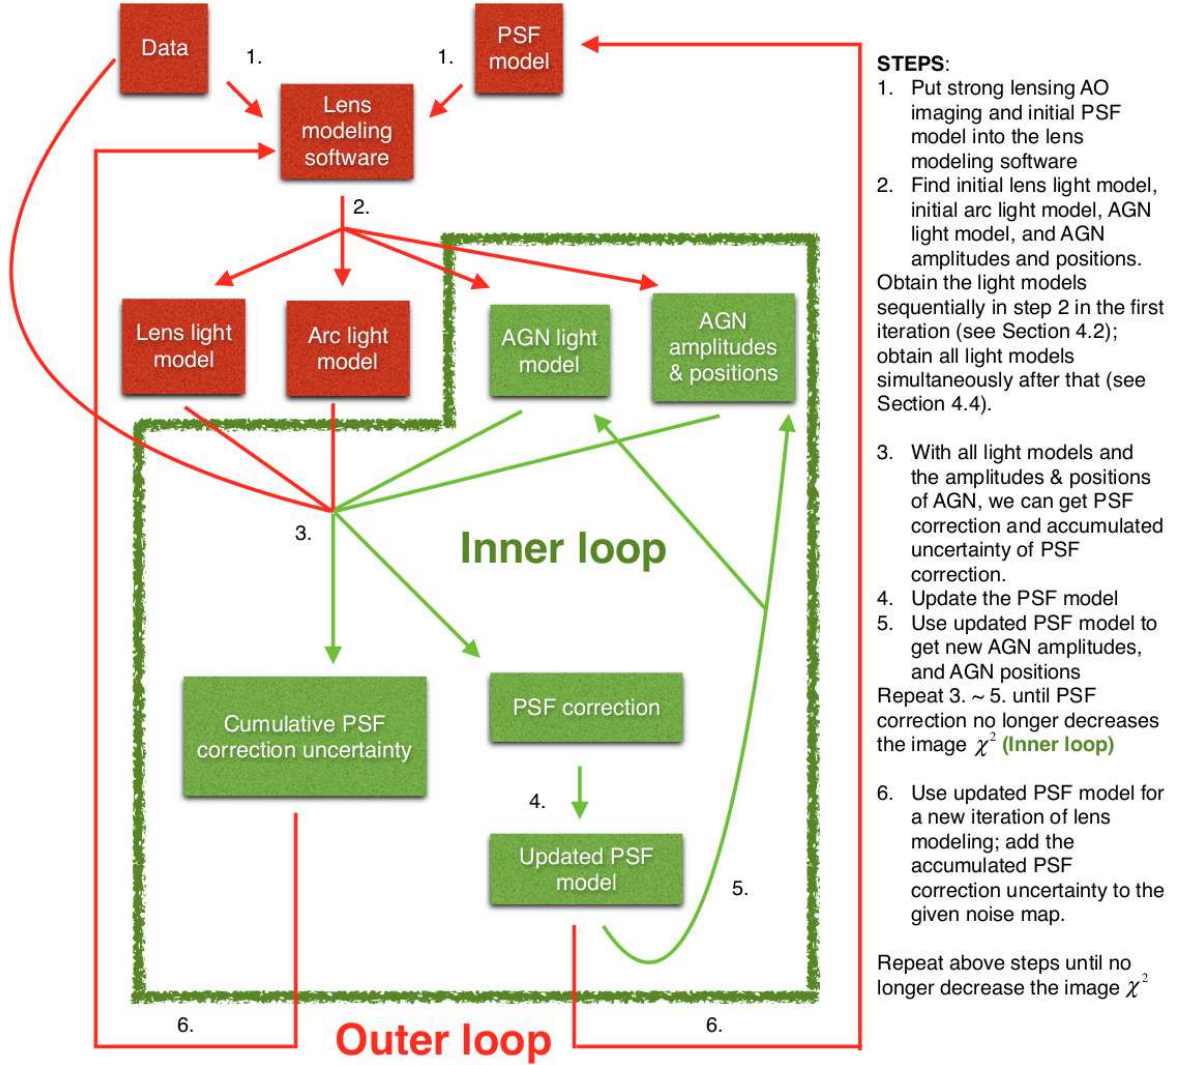 Data
1.
1.
PSF
model
Lens
modeling
software
2.
Lens light
model
Arc light
model
AGN light
model
AGN
amplitudes
& positions
3.
Inner loop
Cumulative PSF
correction uncertainty
PSF correction
4.
Updated PSF
model
5.
6.
Outer loop
6.
STEPS:
1. Put strong lensing AO
imaging and initial PSF
model into the lens
modeling software
2. Find initial lens light model,
initial arc light model, AGN
light model, and AGN
amplitudes and positions.
Obtain the light models
sequentially in step 2 in the first
iteration (see Section 4.2);
obtain all light models
simultaneously after that (see
Section 4.4).
3. With all light models and
the amplitudes & positions
of AGN, we can get PSF
correction and accumulated
uncertainty of PSF
correction.
4. Update the PSF model
5. Use updated PSF model to
get new AGN amplitudes,
and AGN positions
Repeat 3. ~ 5. until PSF
correction no longer decreases
the image χ² (Inner loop)
6. Use updated PSF model for
a new iteration of lens
modeling; add the
accumulated PSF
correction uncertainty to the
given noise map.
Repeat above steps until no
longer decrease the image χ²